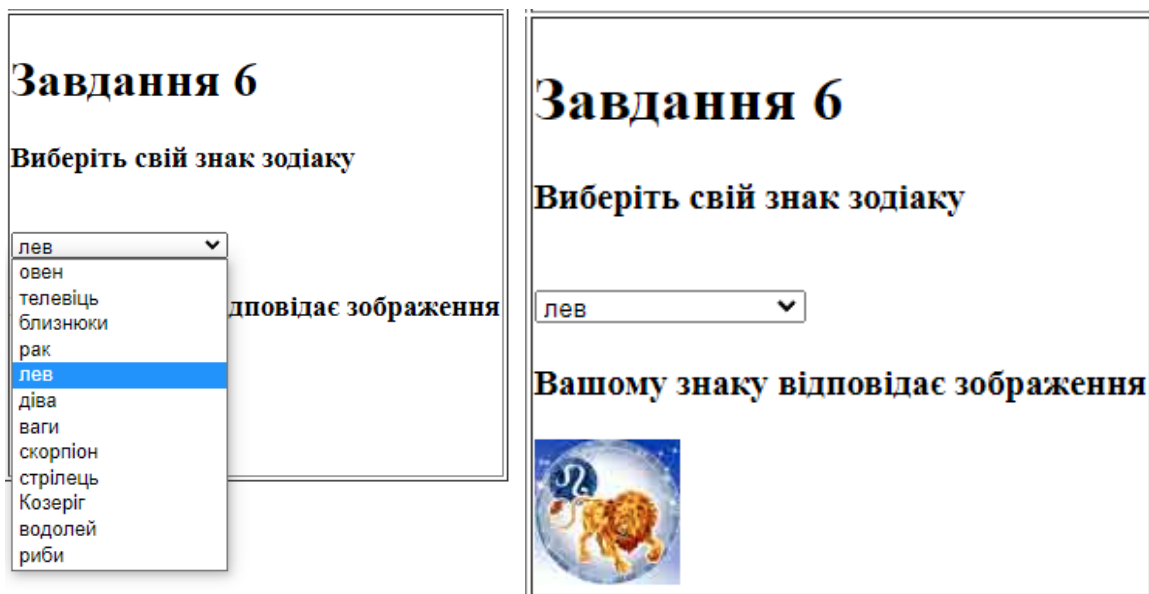 Завдання 6
Виберіть свій знак зодіаку
лев
овен
телевіць
близнюки
рак
лев
діва
ваги
скорпіон
стрілець
Козеріг
водолей
риби
дповідає зображення
Завдання 6
Виберіть свій знак зодіаку
лев
Вашому знаку відповідає зображення